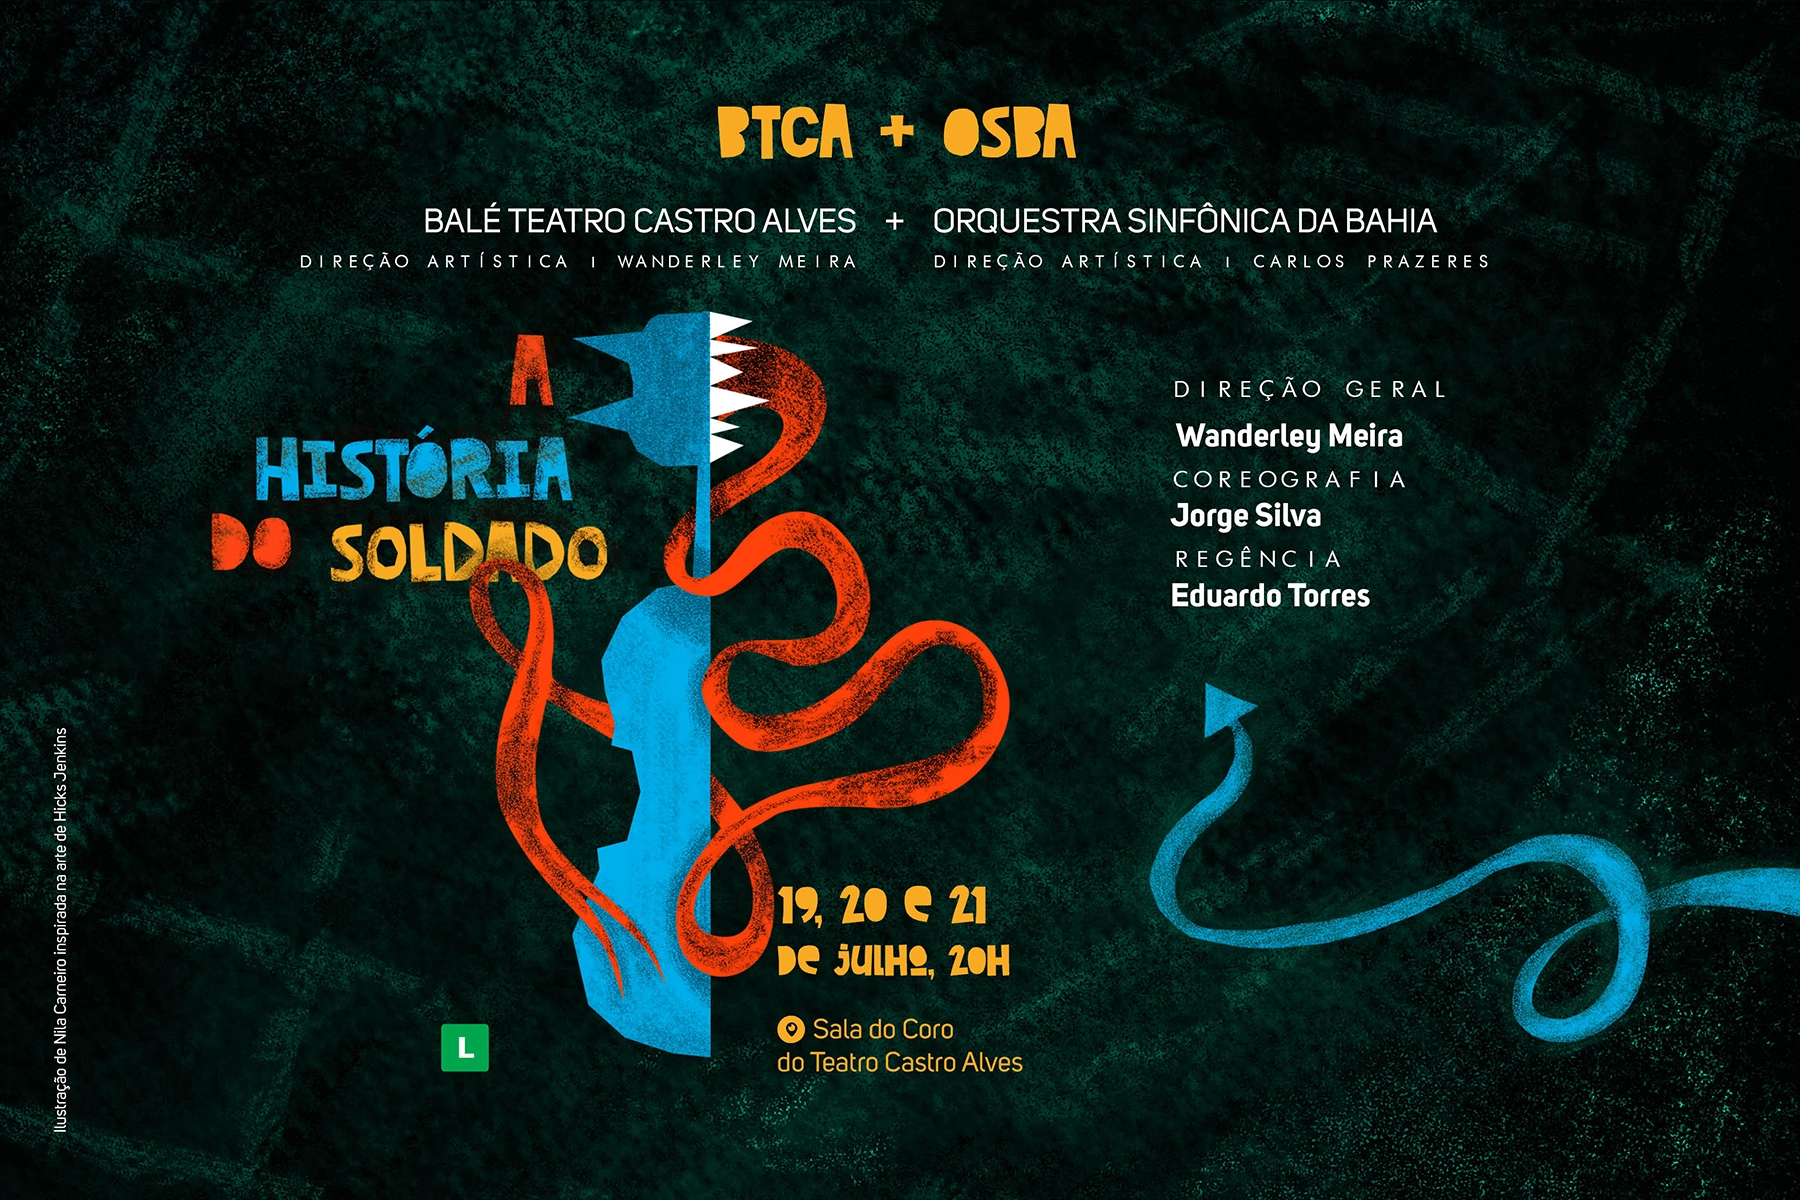 BTCA + OSBA
BALÉ TEATRO CASTRO ALVES + ORQUESTRA SINFÔNICA DA BAHIA
DIREÇÃO ARTÍSTICA | WANDERLEY MEIRA DIREÇÃO ARTÍSTICA | CARLOS PRAZERES
A
HISTÓRIA
DO SOLDADO
DIREÇÃO GERAL
Wanderley Meira
COREOGRAFIA
Jorge Silva
REGÊNCIA
Eduardo Torres
19, 20 e 21
DE JULHO, 20H
Sala do Coro
do Teatro Castro Alves
L
Ilustração de Nila Carneiro inspirada na arte de Hicks Jenkins